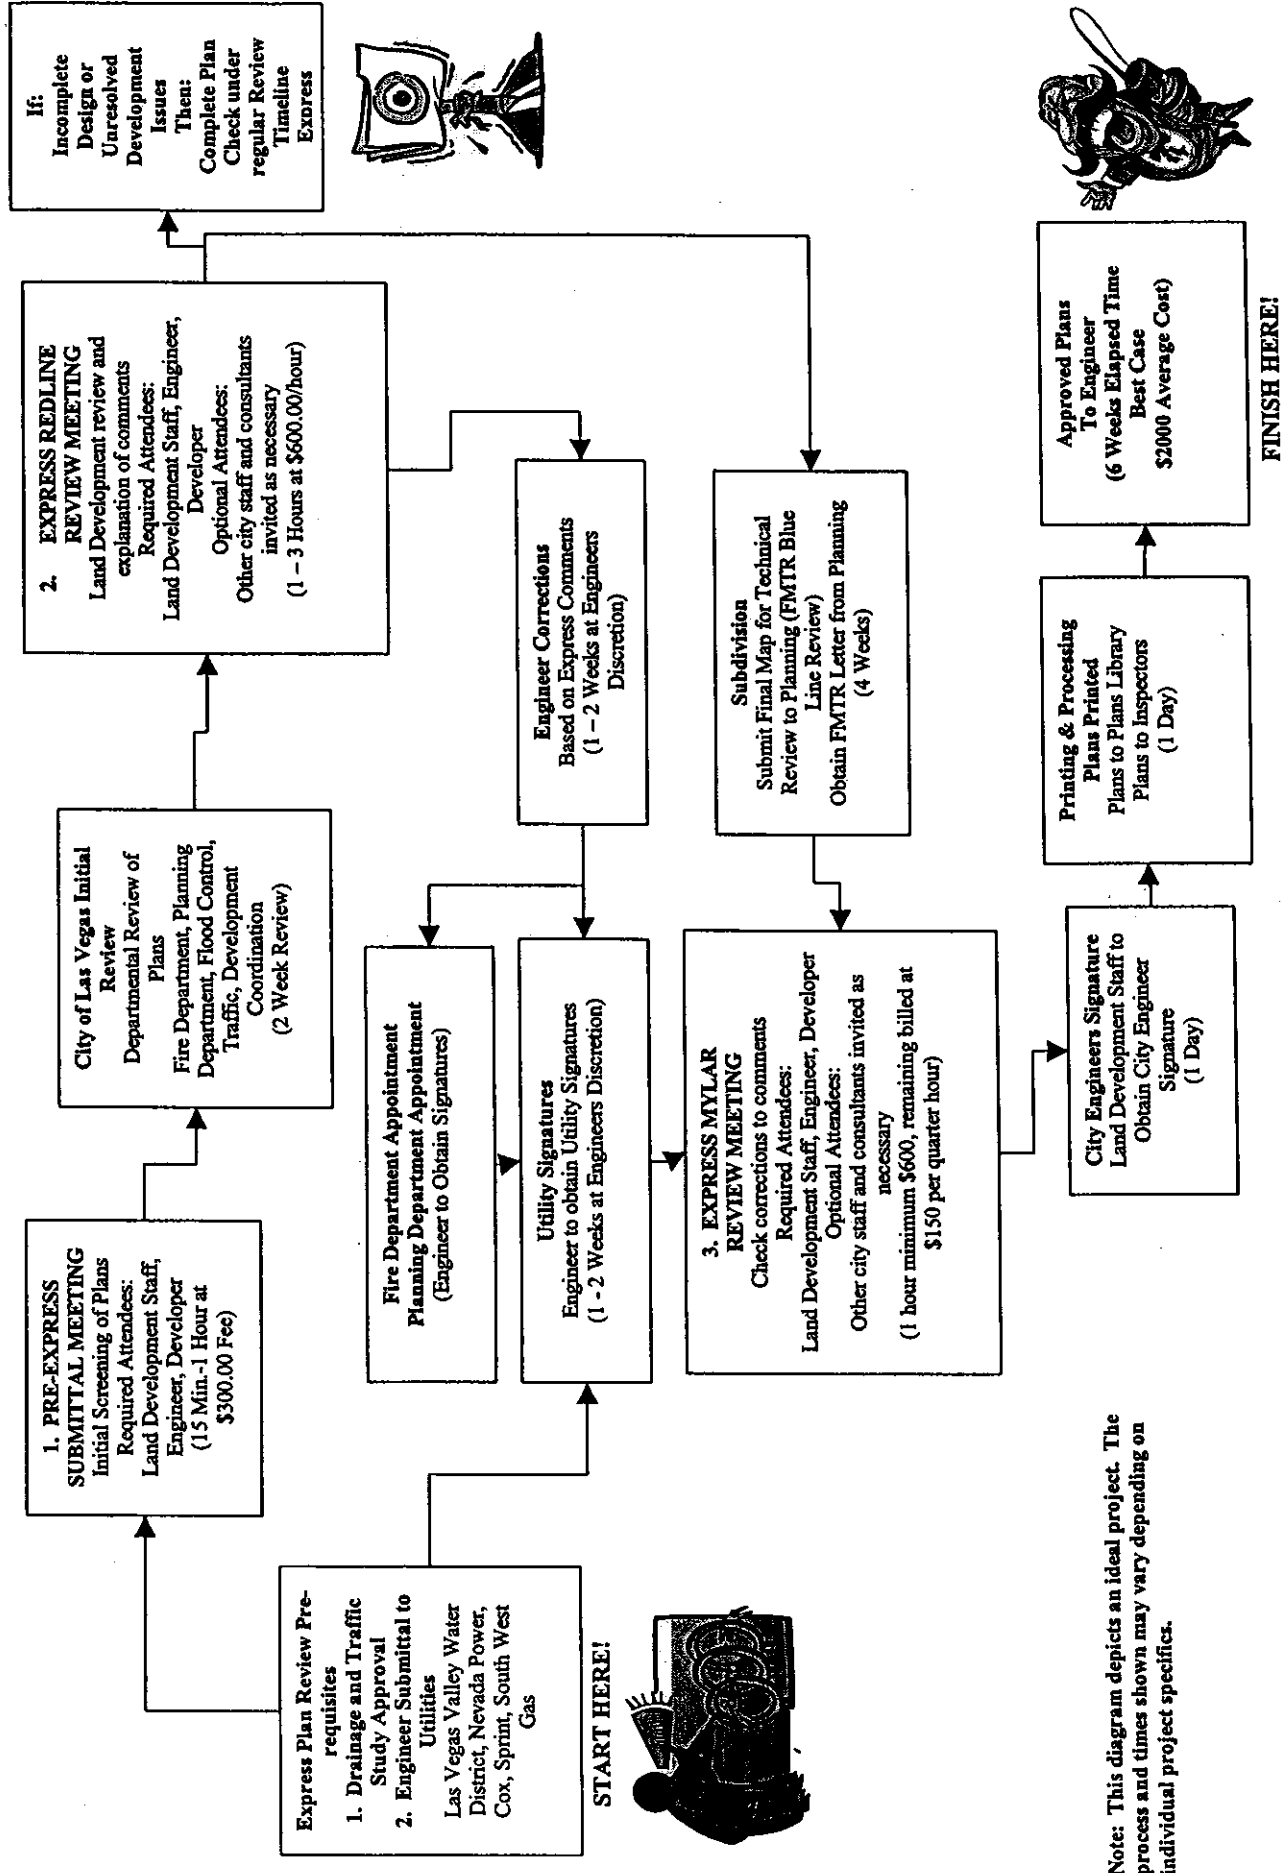 Express Plan Review Pre-
requisites
1. Drainage and Traffic
Study Approval
2. Engineer Submittal to
Utilities
Las Vegas Valley Water
District, Nevada Power,
Cox, Sprint, South West
Gas
START HERE!
1. PRE-EXPRESS
SUBMITTAL MEETING
Initial Screening of Plans
Required Attendees:
Land Development Staff,
Engineer, Developer
(15 Min.-1 Hour at
$300.00 Fee)
City of Las Vegas Initial
Review
Departmental Review of
Plans
Fire Department, Planning
Department, Flood Control,
Traffic, Development
Coordination
(2 Week Review)
2. EXPRESS REDLINE
REVIEW MEETING
Land Development review and
explanation of comments
Required Attendees:
Land Development Staff, Engineer,
Developer
Optional Attendees:
Other city staff and consultants
invited as necessary
(1 – 3 Hours at $600.00/hour)
If:
Incomplete
Design or
Unresolved
Development
Issues
Then:
Complete Plan
Check under
regular Review
Timeline
Express
Engineer Corrections
Based on Express Comments
(1 – 2 Weeks at Engineers
Discretion)
Fire Department Appointment
Planning Department Appointment
(Engineer to Obtain Signatures)
Utility Signatures
Engineer to obtain Utility Signatures
(1 - 2 Weeks at Engineers Discretion)
Subdivision
Submit Final Map for Technical
Review to Planning (FMTR Blue
Line Review)
Obtain FMTR Letter from Planning
(4 Weeks)
3. EXPRESS MYLAR
REVIEW MEETING
Check corrections to comments
Required Attendees:
Land Development Staff, Engineer, Developer
Optional Attendees:
Other city staff and consultants invited as
necessary
(1 hour minimum $600, remaining billed at
$150 per quarter hour)
City Engineers Signature
Land Development Staff to
Obtain City Engineer
Signature
(1 Day)
Printing & Processing
Plans Printed
Plans to Plans Library
Plans to Inspectors
(1 Day)
Approved Plans
To Engineer
(6 Weeks Elapsed Time
Best Case
$2000 Average Cost)
FINISH HERE!
Note: This diagram depicts an ideal project. The
process and times shown may vary depending on
individual project specifics.